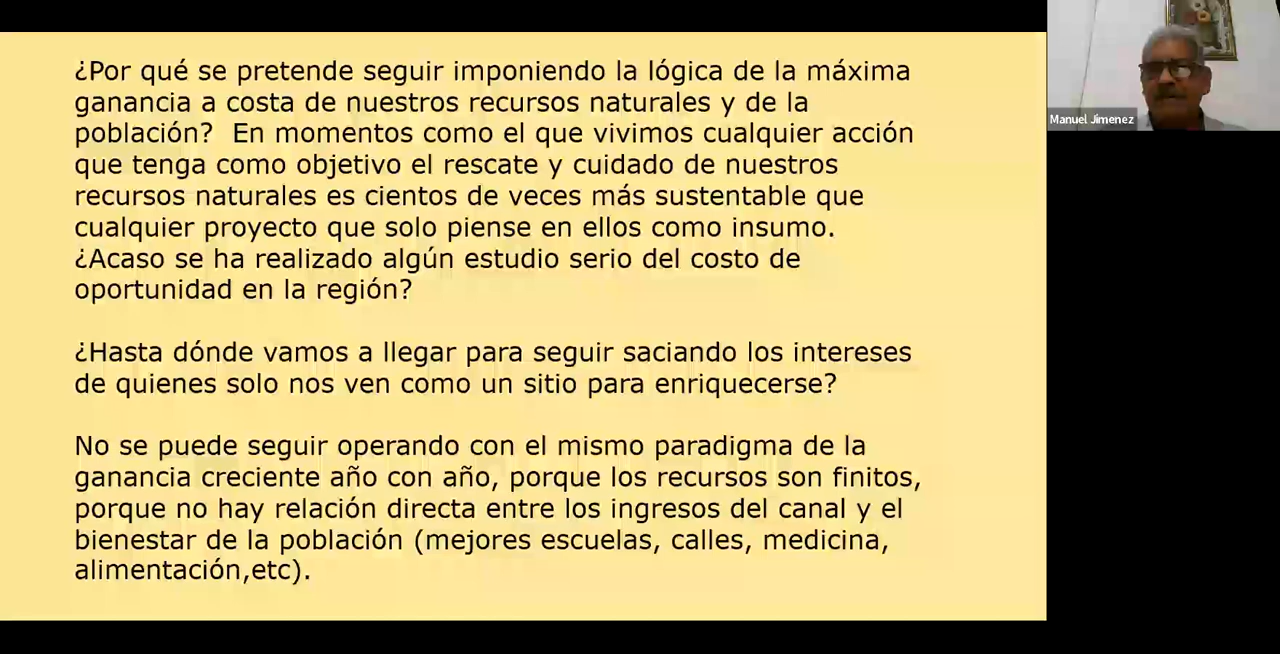 ¿Por qué se pretende seguir imponiendo la lógica de la máxima
ganancia a costa de nuestros recursos naturales y de la
población?  En momentos como el que vivimos cualquier acción
que tenga como objetivo el rescate y cuidado de nuestros
recursos naturales es cientos de veces más sustentable que
cualquier proyecto que solo piense en ellos como insumo.
¿Acaso se ha realizado algún estudio serio del costo de
oportunidad en la región?
¿Hasta dónde vamos a llegar para seguir saciando los intereses
de quienes solo nos ven como un sitio para enriquecerse?
No se puede seguir operando con el mismo paradigma de la
ganancia creciente año con año, porque los recursos son finitos,
porque no hay relación directa entre los ingresos del canal y el
bienestar de la población (mejores escuelas, calles, medicina,
alimentación,etc).
Manuel Jimenez